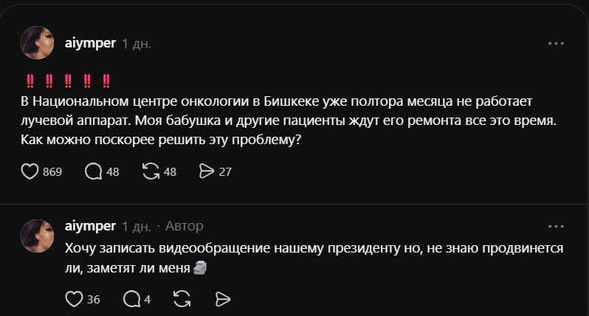 aiymper 1 дн.
‼️ ‼️ ‼️ ‼️ ‼️
В Национальном центре онкологии в Бишкеке уже полтора месяца не работает
лучевой аппарат. Моя бабушка и другие пациенты ждут его ремонта все это время.
Как можно поскорее решить эту проблему?
869 48 48 27
aiymper 1 дн. · Автор
Хочу записать видеообращение нашему президенту но, не знаю продвинется
ли, заметят ли меня🗿
36 4